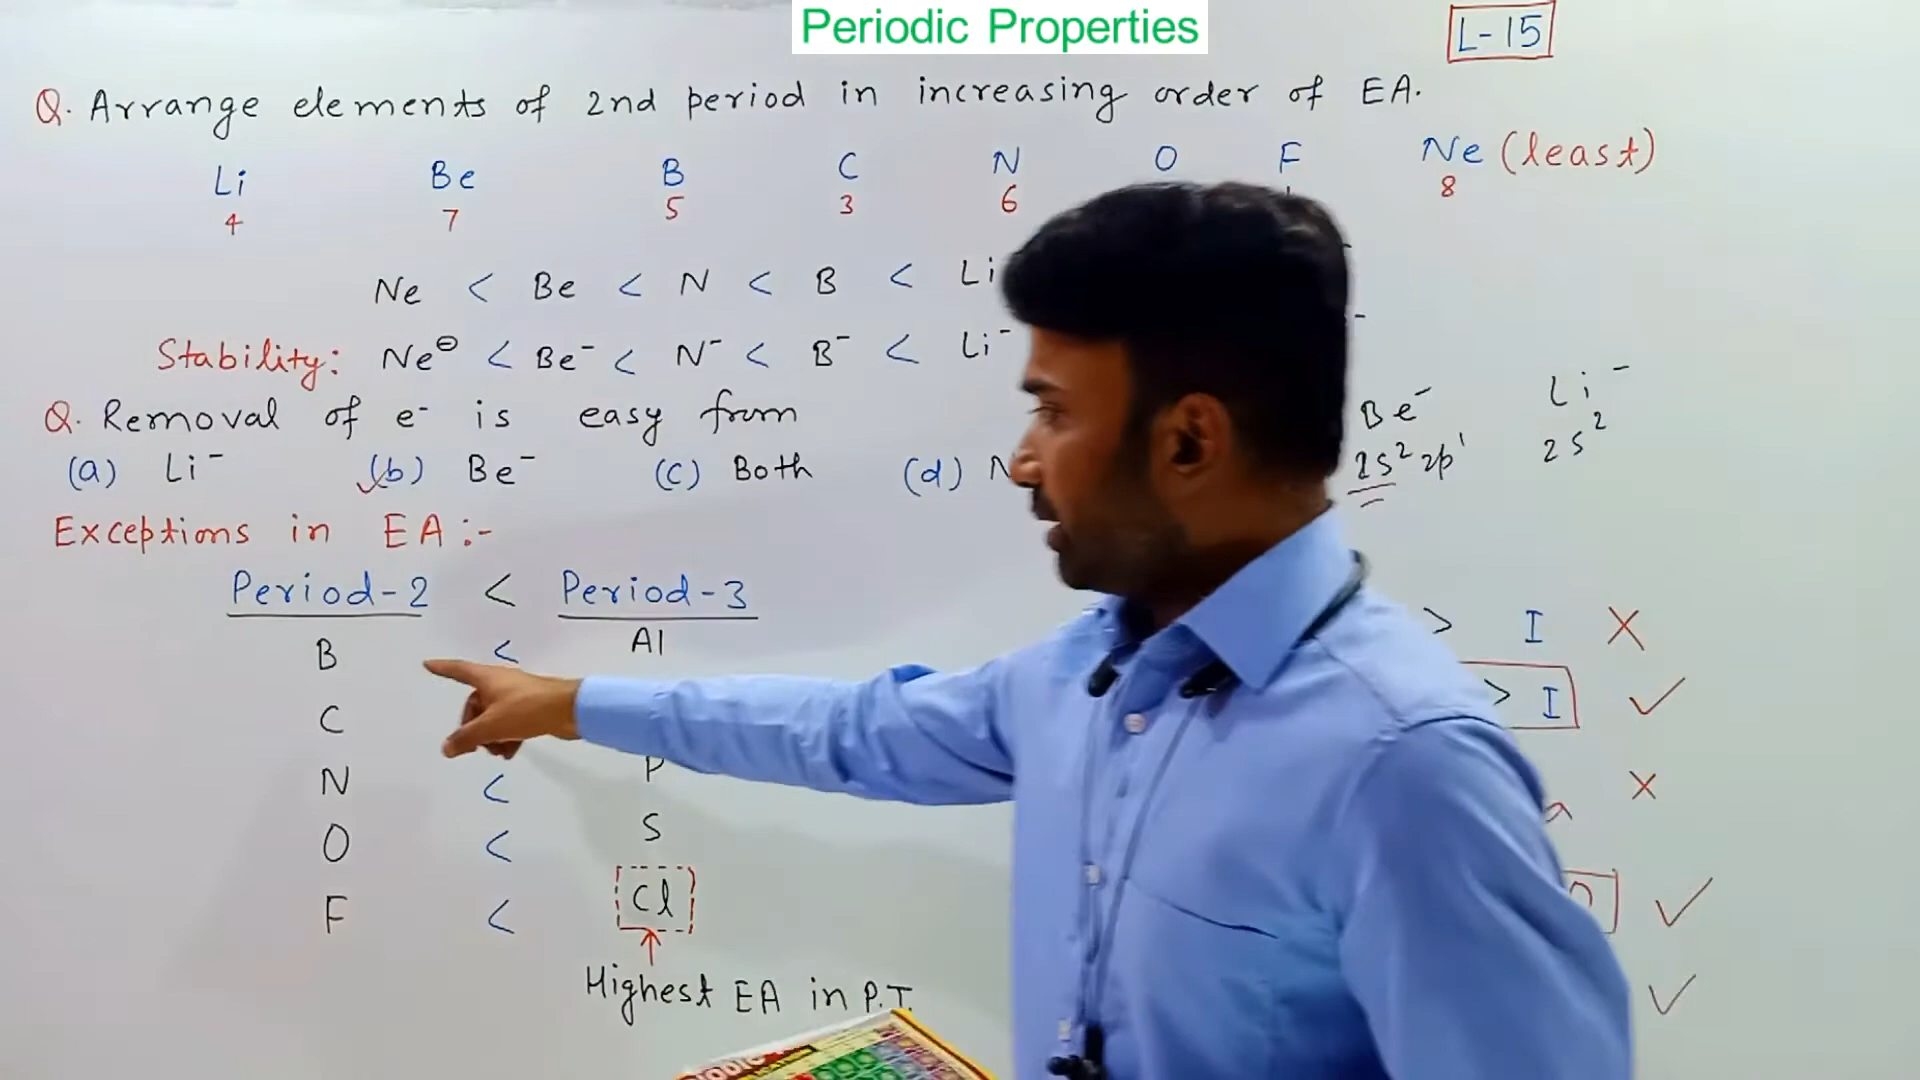 Periodic Properties
L-15
Q. Arrange elements of 2nd period in increasing order of EA.
Li Be B C N O F Ne (least)
4 7 5 3 6 8
Ne < Be < N < B < Li
Stability: Ne⊖ < Be⁻ < N⁻ < B⁻ < Li⁻
Be⁻ Li⁻
2s² 2p¹ 2s²
Q. Removal of e⁻ is easy from
(a) Li⁻ (b) Be⁻ (c) Both (d) N
Exceptions in EA :-
Period-2 < Period-3
B < Al
> I ✗
C
> I ✓
N < P
✗
O < S
F < Cl
✓
↑
Highest EA in P.T.
✓